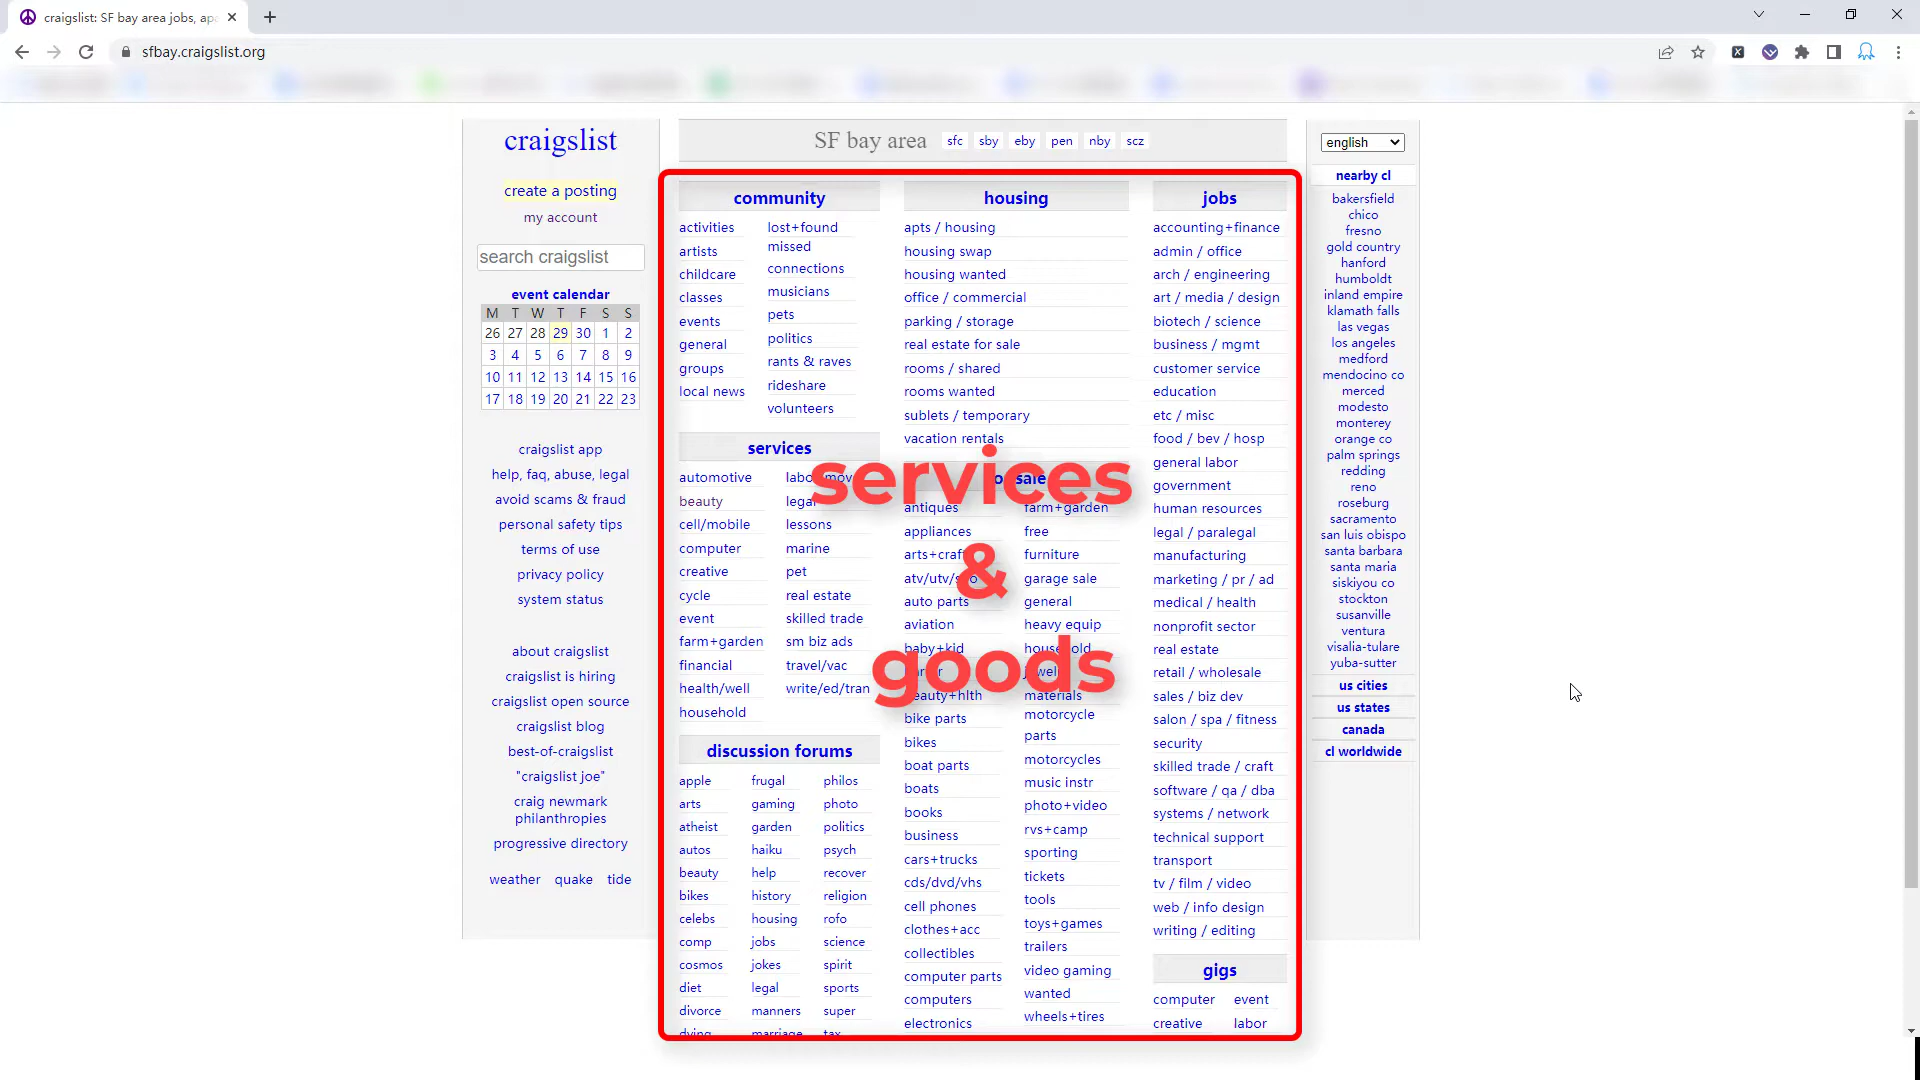 craigslist: SF bay area jobs, apa
sfbay.craigslist.org
craigslist
create a posting
my account
search craigslist
event calendar
M T W T F S S
26 27 28 29 30 1 2
3 4 5 6 7 8 9
10 11 12 13 14 15 16
17 18 19 20 21 22 23
craigslist app
help, faq, abuse, legal
avoid scams & fraud
personal safety tips
terms of use
privacy policy
system status
about craigslist
craigslist is hiring
craigslist open source
craigslist blog
best-of-craigslist
"craigslist joe"
craig newmark
philanthropies
progressive directory
weather quake tide
SF bay area sfc sby eby pen nby scz
community
activities
artists
childcare
classes
events
general
groups
local news
lost+found
missed
connections
musicians
pets
politics
rants & raves
rideshare
volunteers
services
automotive
beauty
cell/mobile
computer
creative
cycle
event
farm+garden
financial
health/well
household
legal
lessons
marine
pet
real estate
skilled trade
sm biz ads
travel/vac
write/ed/tran
discussion forums
apple
arts
atheist
autos
beauty
bikes
celebs
comp
cosmos
diet
divorce
dying
frugal
gaming
garden
haiku
help
history
housing
jobs
jokes
legal
manners
marriage
philos
photo
politics
psych
recover
religion
rofo
science
spirit
sports
super
tax
housing
apts / housing
housing swap
housing wanted
office / commercial
parking / storage
real estate for sale
rooms / shared
rooms wanted
sublets / temporary
vacation rentals
services
&
goods
sale
antiques
appliances
auto parts
aviation
baby+kid
beauty+hlth
bike parts
bikes
boat parts
boats
books
business
cars+trucks
cds/dvd/vhs
cell phones
clothes+acc
collectibles
computer parts
computers
electronics
farm+garden
free
furniture
garage sale
general
heavy equip
household
materials
motorcycle
parts
motorcycles
music instr
photo+video
rvs+camp
sporting
tickets
tools
toys+games
trailers
video gaming
wanted
wheels+tires
jobs
accounting+finance
admin / office
arch / engineering
art / media / design
biotech / science
business / mgmt
customer service
education
etc / misc
food / bev / hosp
general labor
government
human resources
legal / paralegal
manufacturing
marketing / pr / ad
medical / health
nonprofit sector
real estate
retail / wholesale
sales / biz dev
salon / spa / fitness
security
skilled trade / craft
software / qa / dba
systems / network
technical support
transport
tv / film / video
web / info design
writing / editing
gigs
computer event
creative labor
english
nearby cl
bakersfield
chico
fresno
gold country
hanford
humboldt
inland empire
klamath falls
las vegas
los angeles
medford
mendocino co
merced
modesto
monterey
orange co
palm springs
redding
reno
roseburg
sacramento
san luis obispo
santa barbara
santa maria
siskiyou co
stockton
susanville
ventura
visalia-tulare
yuba-sutter
us cities
us states
canada
cl worldwide